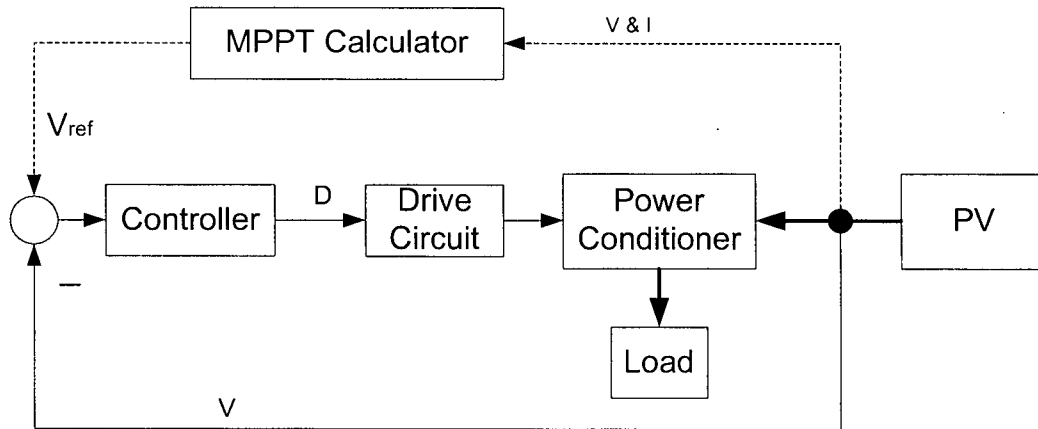 MPPT Calculator
V & I
Vref
Controller
D
Drive
Circuit
Power
Conditioner
PV
Load
–
V